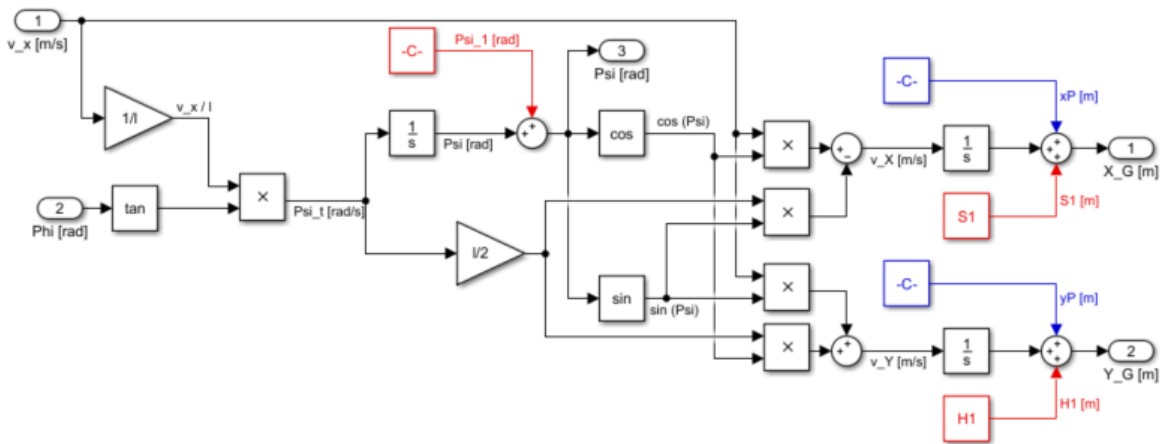 1
v_x [m/s]
1/l
v_x / l
2
Phi [rad]
tan
×
Psi_t [rad/s]
-C-
Psi_1 [rad]
1
s
Psi [rad]
+
+
3
Psi [rad]
cos
cos (Psi)
l/2
sin
sin (Psi)
×
×
×
×
+
−
v_X [m/s]
1
s
-C-
xP [m]
+
+
+
S1
S1 [m]
1
X_G [m]
+
+
v_Y [m/s]
1
s
-C-
yP [m]
+
+
+
H1
H1 [m]
2
Y_G [m]